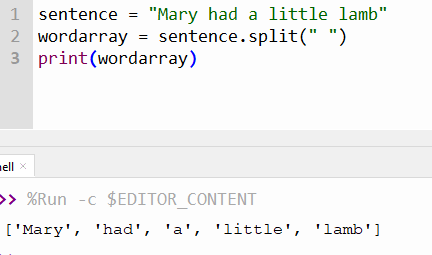 1 sentence = "Mary had a little lamb"
2 wordarray = sentence.split(" ")
3 print(wordarray)
ell ×
>> %Run -c $EDITOR_CONTENT
['Mary', 'had', 'a', 'little', 'lamb']